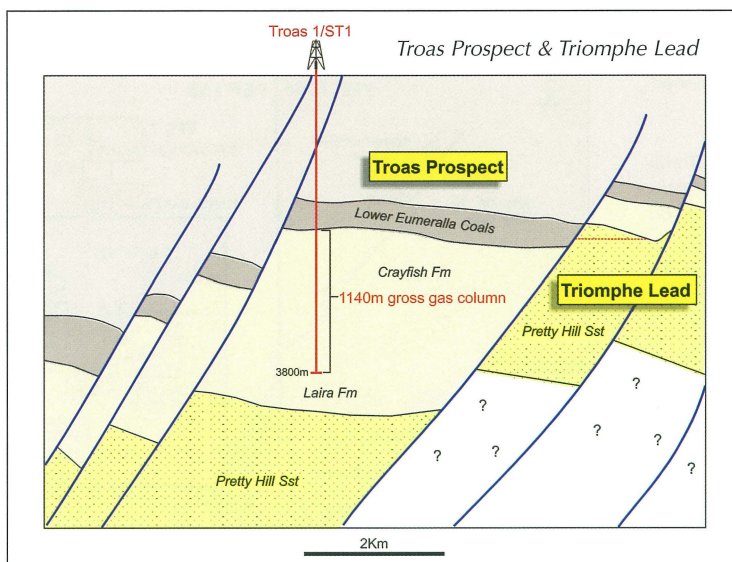 Troas 1/ST1
Troas Prospect & Triomphe Lead
Troas Prospect
Lower Eumeralla Coals
Crayfish Fm
1140m gross gas column
Triomphe Lead
Pretty Hill Sst
3800m
Laira Fm
?
?
?
?
?
?
?
Pretty Hill Sst
2Km